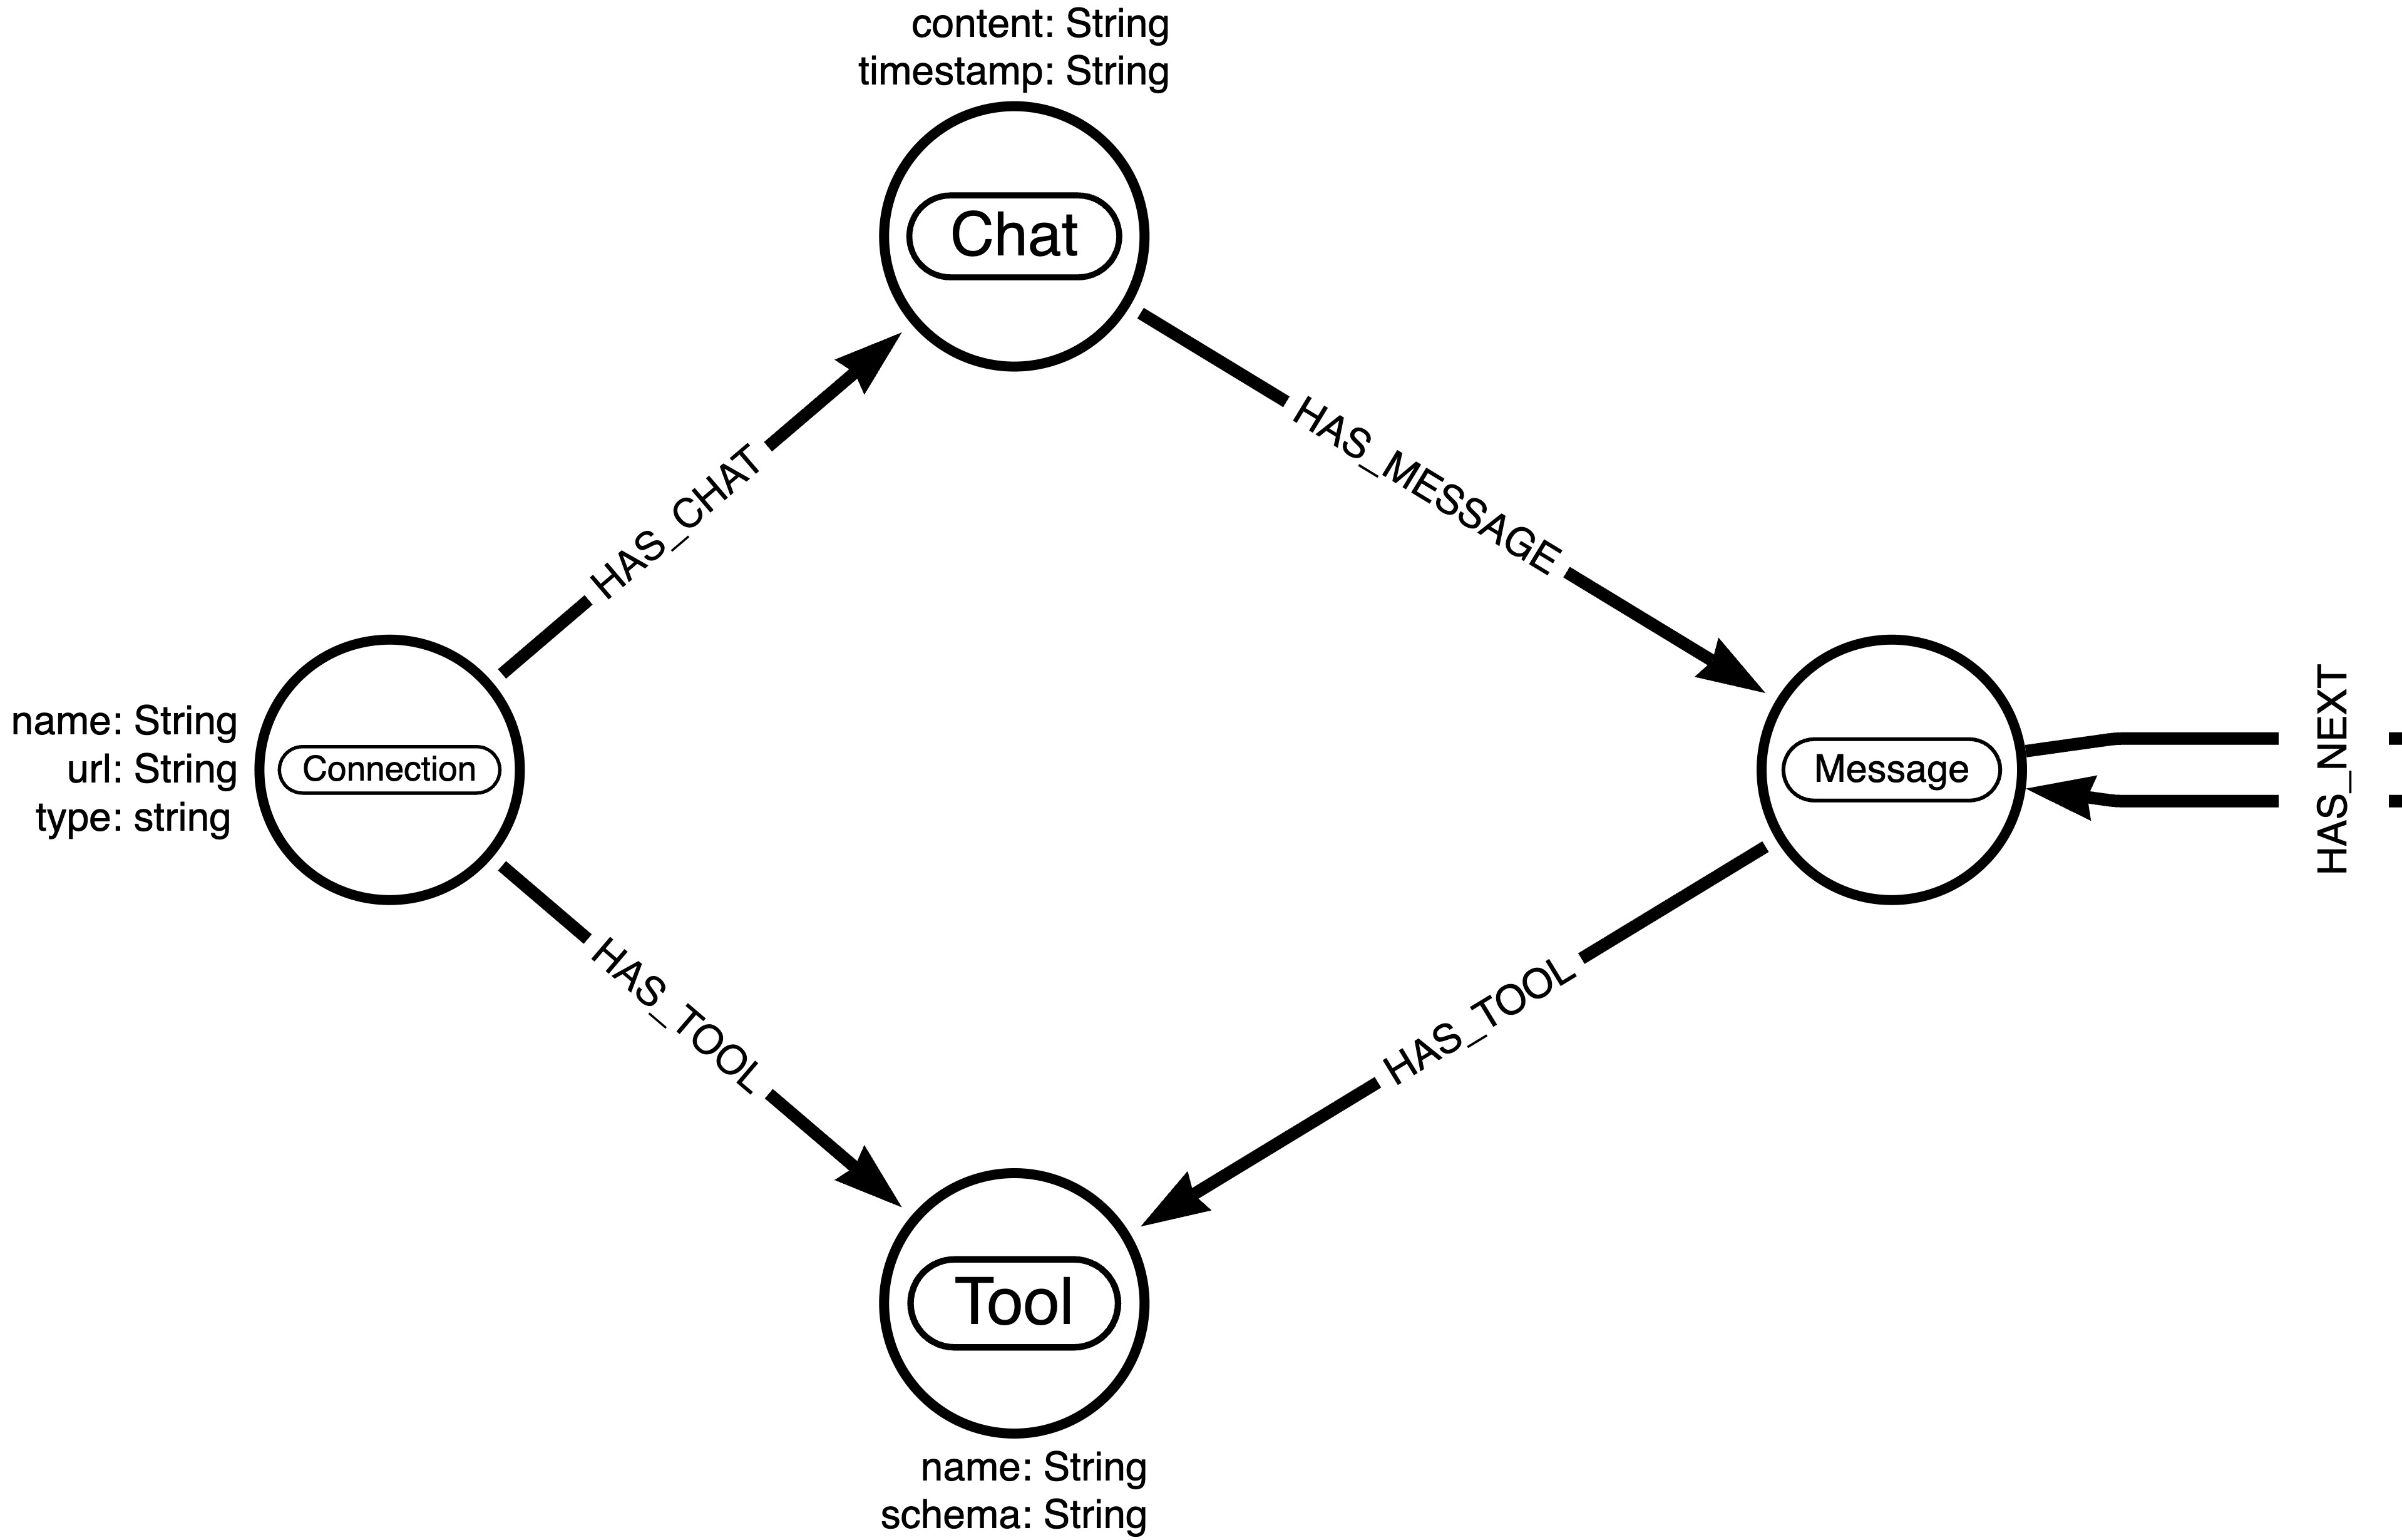 content: String
timestamp: String
Chat
HAS_CHAT
HAS_MESSAGE
name: String
url: String
type: string
Connection
Message
HAS_NEXT
HAS_TOOL
HAS_TOOL
Tool
name: String
schema: String